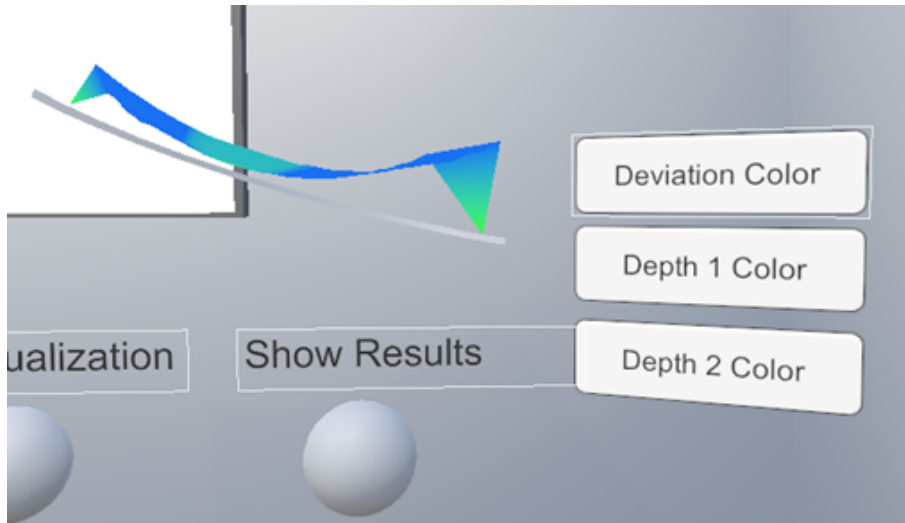 Deviation Color
Depth 1 Color
Depth 2 Color
ualization
Show Results